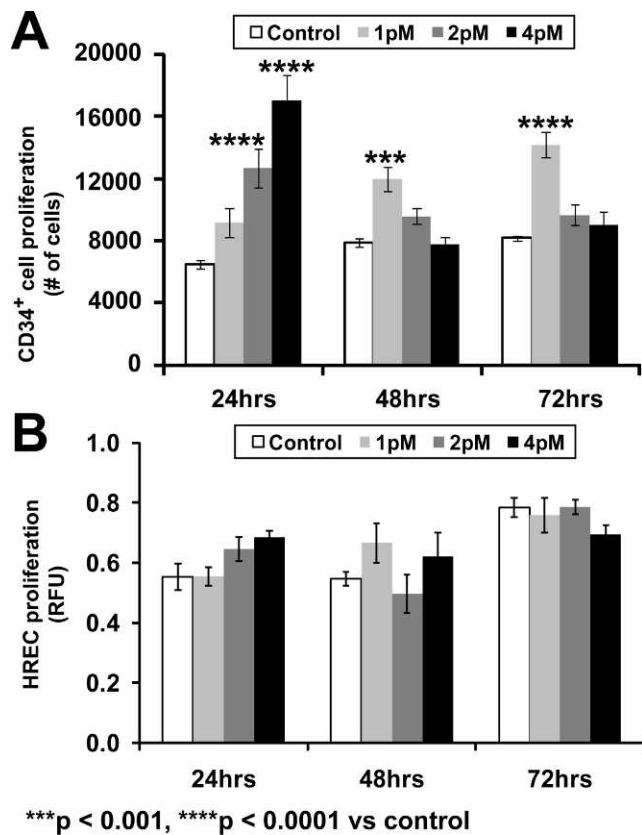 A
Control 1pM 2pM 4pM
CD34+ cell proliferation
(# of cells)
20000
16000
12000
8000
4000
0
****
****
***
****
24hrs 48hrs 72hrs
B
Control 1pM 2pM 4pM
HREC proliferation
(RFU)
1.0
0.8
0.6
0.4
0.2
0.0
24hrs 48hrs 72hrs
***p < 0.001, ****p < 0.0001 vs control